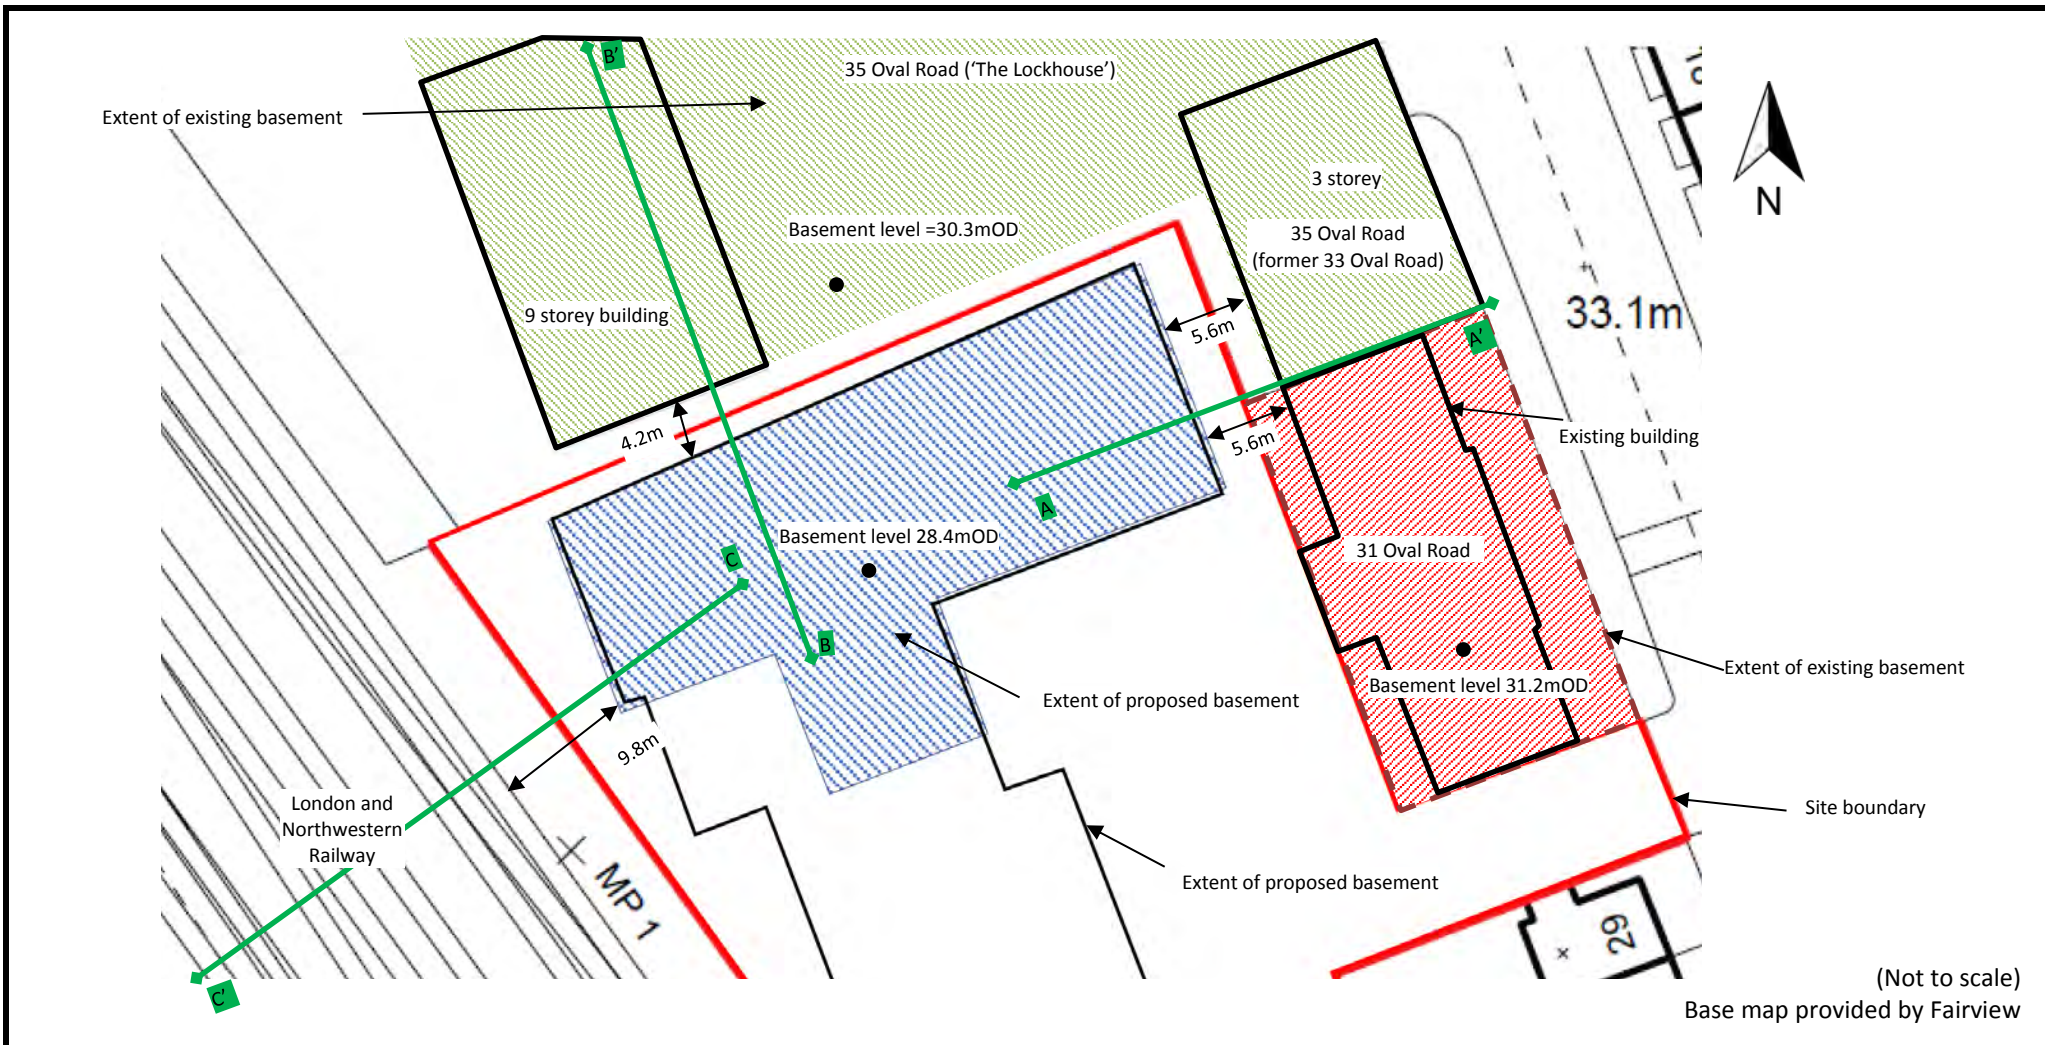 B'
35 Oval Road ('The Lockhouse')
Extent of existing basement
3 storey
N
Basement level =30.3mOD
35 Oval Road
(former 33 Oval Road)
9 storey building
33.1m
5.6m
A'
4.2m
5.6m
Existing building
A
Basement level 28.4mOD
31 Oval Road
C
B
Extent of existing basement
Basement level 31.2mOD
Extent of proposed basement
9.8m
London and
Northwestern
Railway
Site boundary
MP 1
Extent of proposed basement
29
C'
(Not to scale)
Base map provided by Fairview